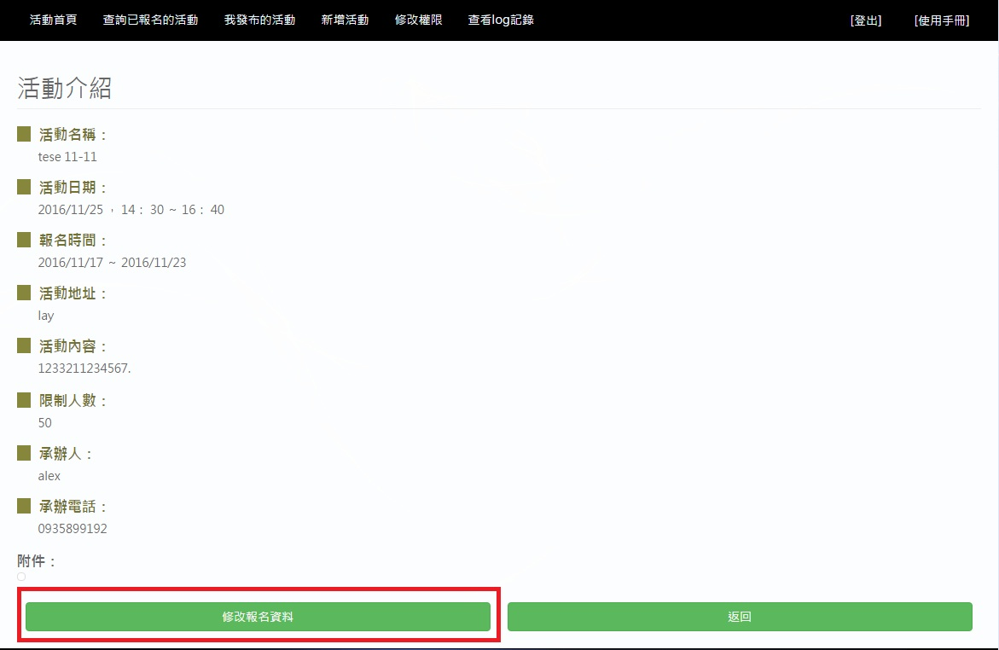 活動首頁 查詢已報名的活動 我發布的活動 新增活動 修改權限 查看log記錄 [登出] [使用手冊]
活動介紹
活動名稱：
tese 11-11
活動日期：
2016/11/25 ， 14： 30 ~ 16： 40
報名時間：
2016/11/17 ~ 2016/11/23
活動地址：
lay
活動內容：
1233211234567.
限制人數：
50
承辦人：
alex
承辦電話：
0935899192
附件：
修改報名資料 返回